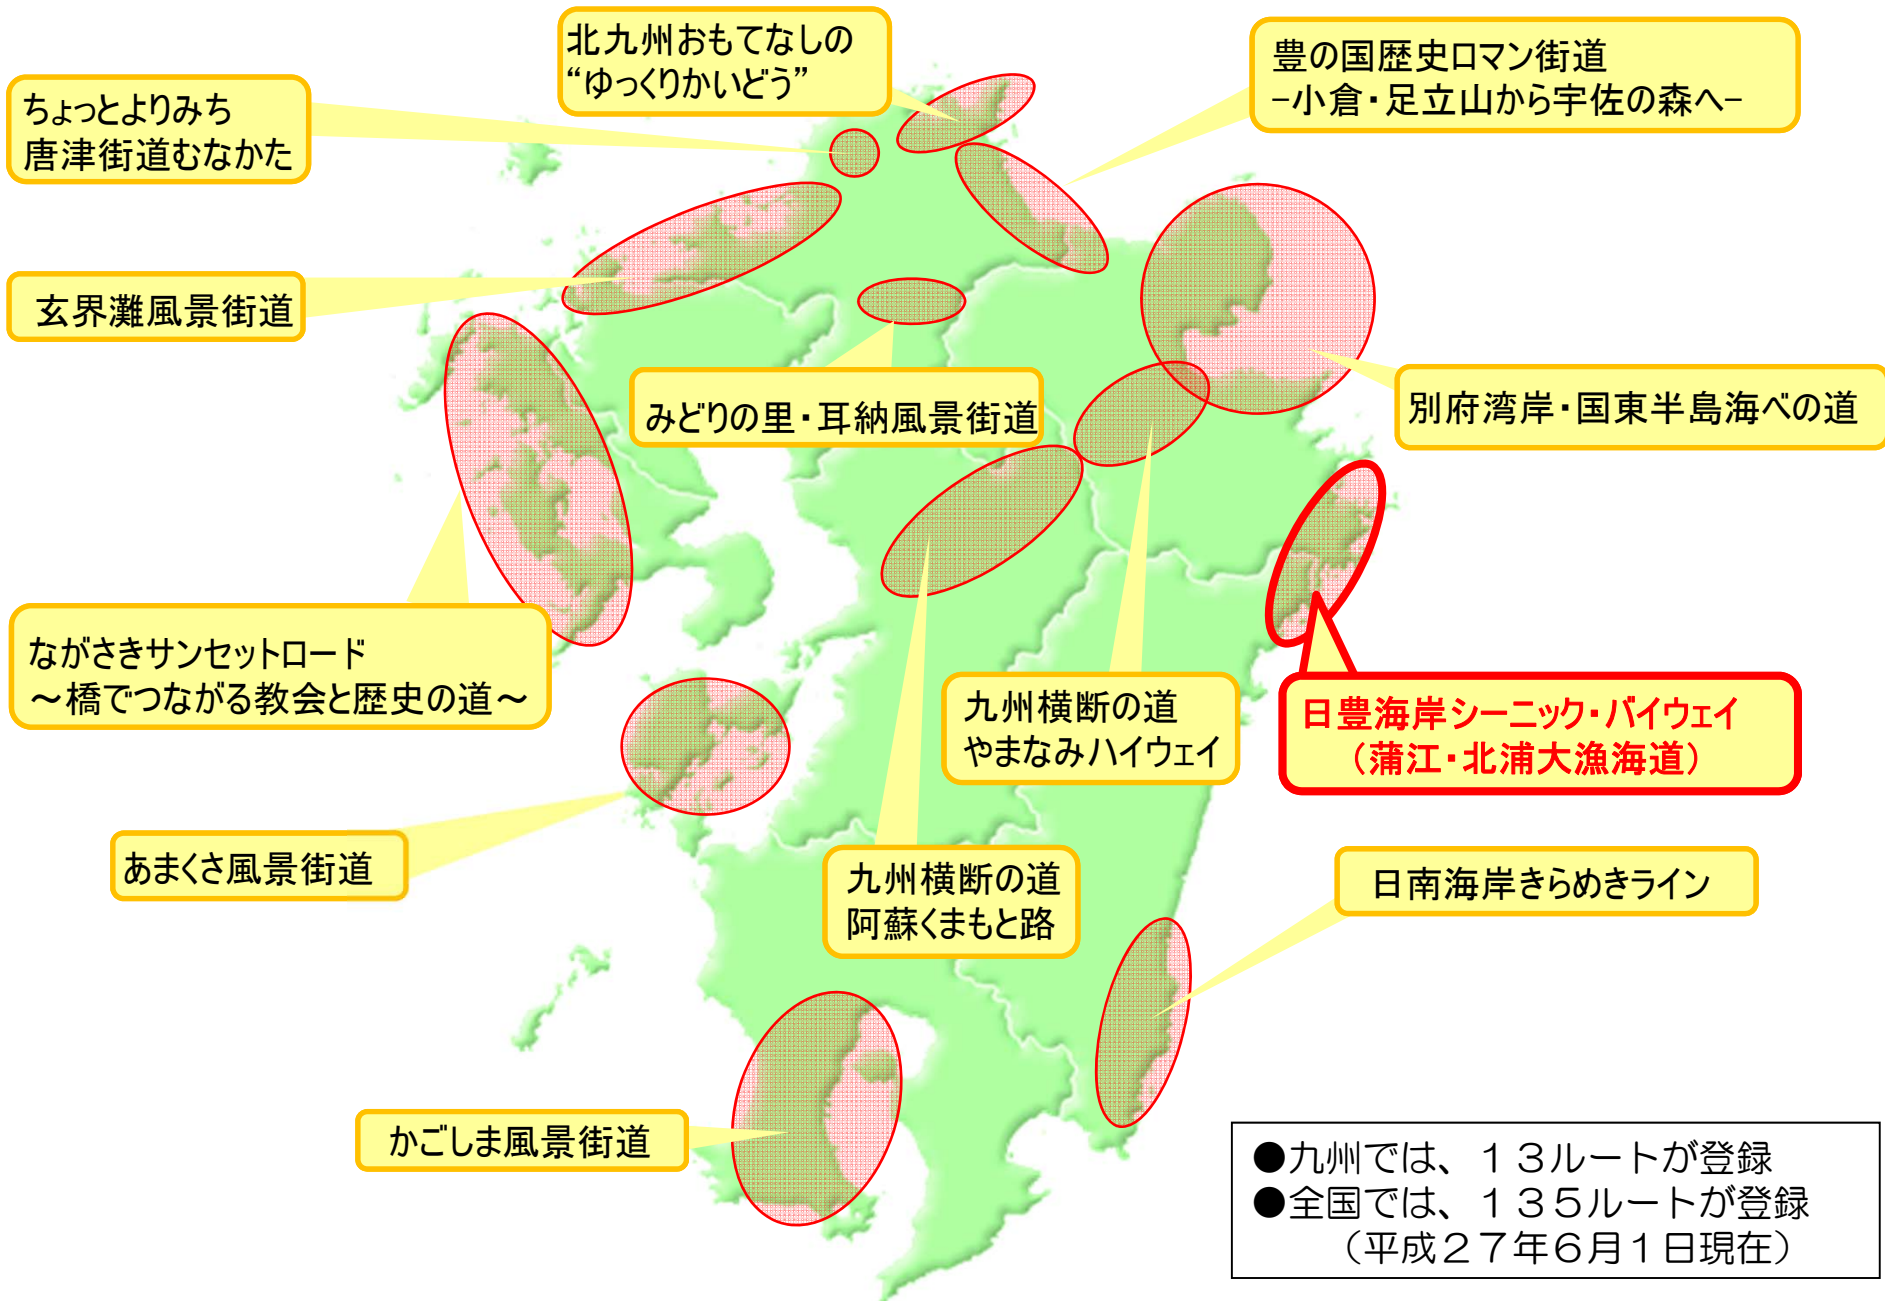 北九州おもてなしの
“ゆっくりかいどう”
豊の国歴史ロマン街道
−小倉・足立山から宇佐の森へ−
ちょっとよりみち
唐津街道むなかた
玄界灘風景街道
みどりの里・耳納風景街道
別府湾岸・国東半島海べの道
ながさきサンセットロード
～橋でつながる教会と歴史の道～
九州横断の道
やまなみハイウェイ
日豊海岸シーニック・バイウェイ
（蒲江・北浦大漁海道）
あまくさ風景街道
九州横断の道
阿蘇くまもと路
日南海岸きらめきライン
かごしま風景街道
●九州では、１３ルートが登録
●全国では、１３５ルートが登録
（平成２７年６月１日現在）